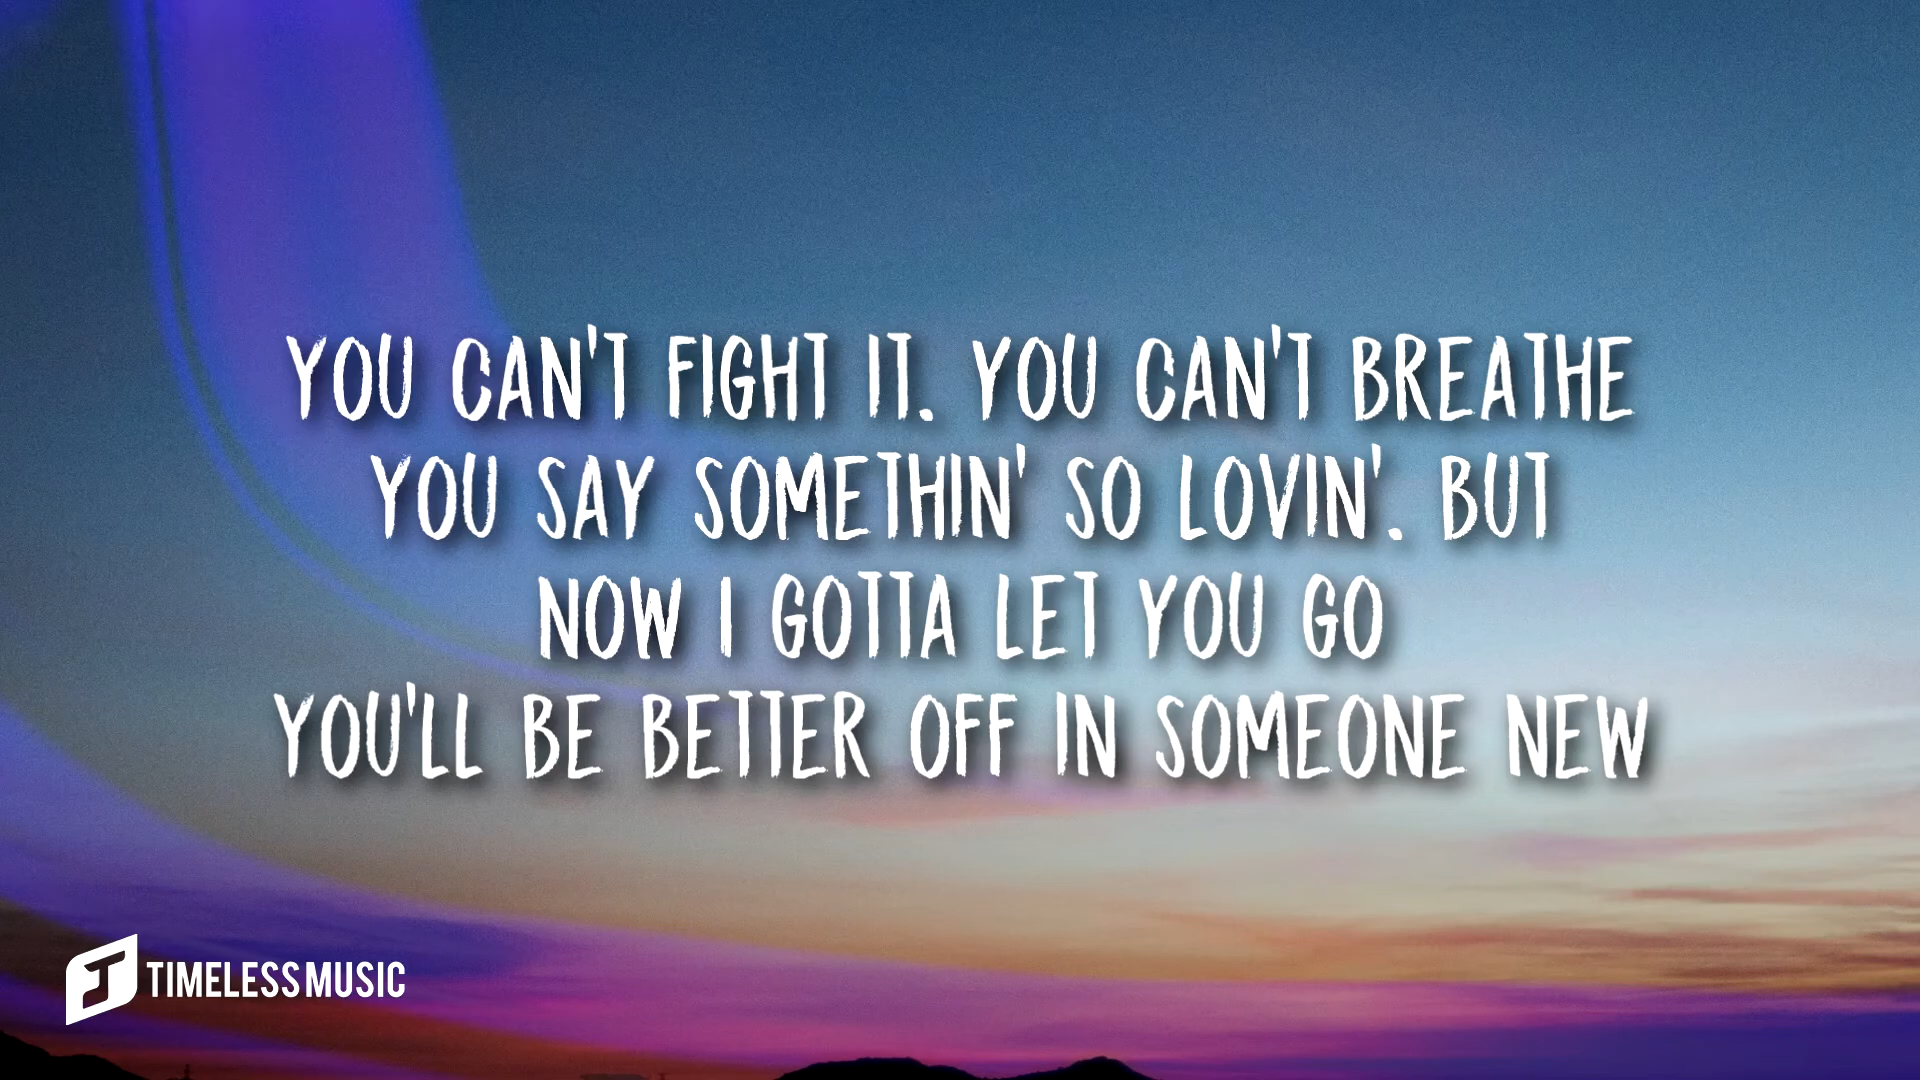 YOU CAN'T FIGHT IT. YOU CAN'T BREATHE
YOU SAY SOMETHIN' SO LOVIN'. BUT
NOW I GOTTA LET YOU GO
YOU'LL BE BETTER OFF IN SOMEONE NEW
TIMELESS MUSIC